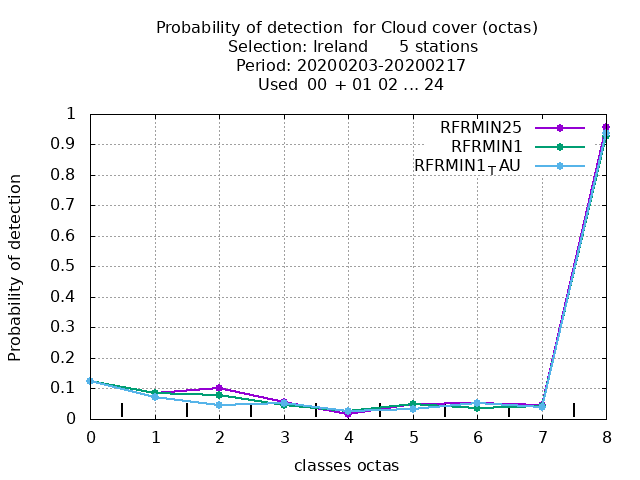 Probability of detection  for Cloud cover (octas)
Selection: Ireland      5 stations
Period: 20200203-20200217
Used  00 + 01 02 ... 24
Probability of detection
1
0.9
0.8
0.7
0.6
0.5
0.4
0.3
0.2
0.1
0
RFRMIN25
RFRMIN1
RFRMIN1TAU
0 1 2 3 4 5 6 7 8
classes octas